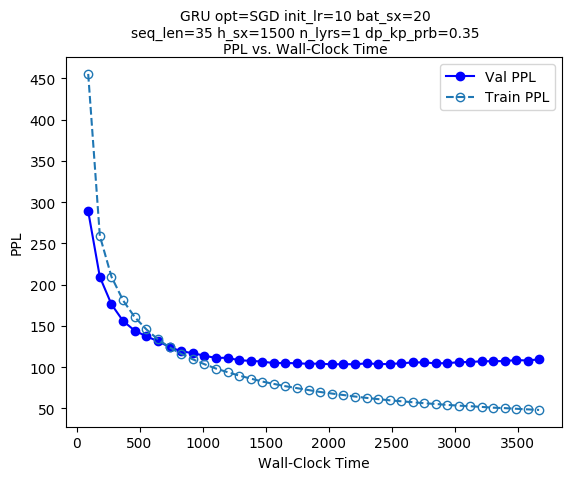 GRU opt=SGD init_lr=10 bat_sx=20
seq_len=35 h_sx=1500 n_lyrs=1 dp_kp_prb=0.35
PPL vs. Wall-Clock Time
Val PPL
Train PPL
PPL
450
400
350
300
250
200
150
100
50
0 500 1000 1500 2000 2500 3000 3500
Wall-Clock Time